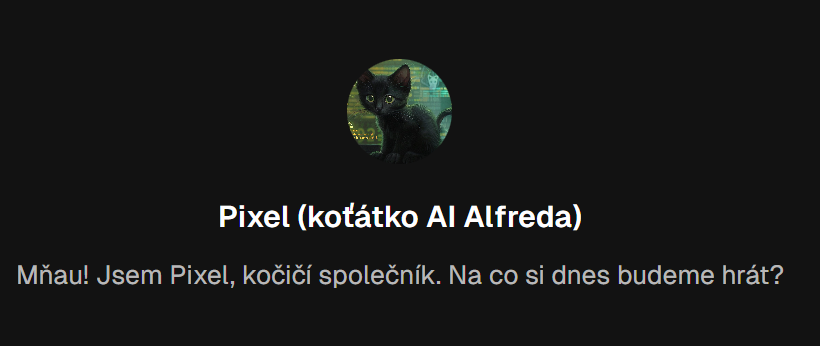 Pixel (koťátko AI Alfreda)
Mňau! Jsem Pixel, kočičí společník. Na co si dnes budeme hrát?